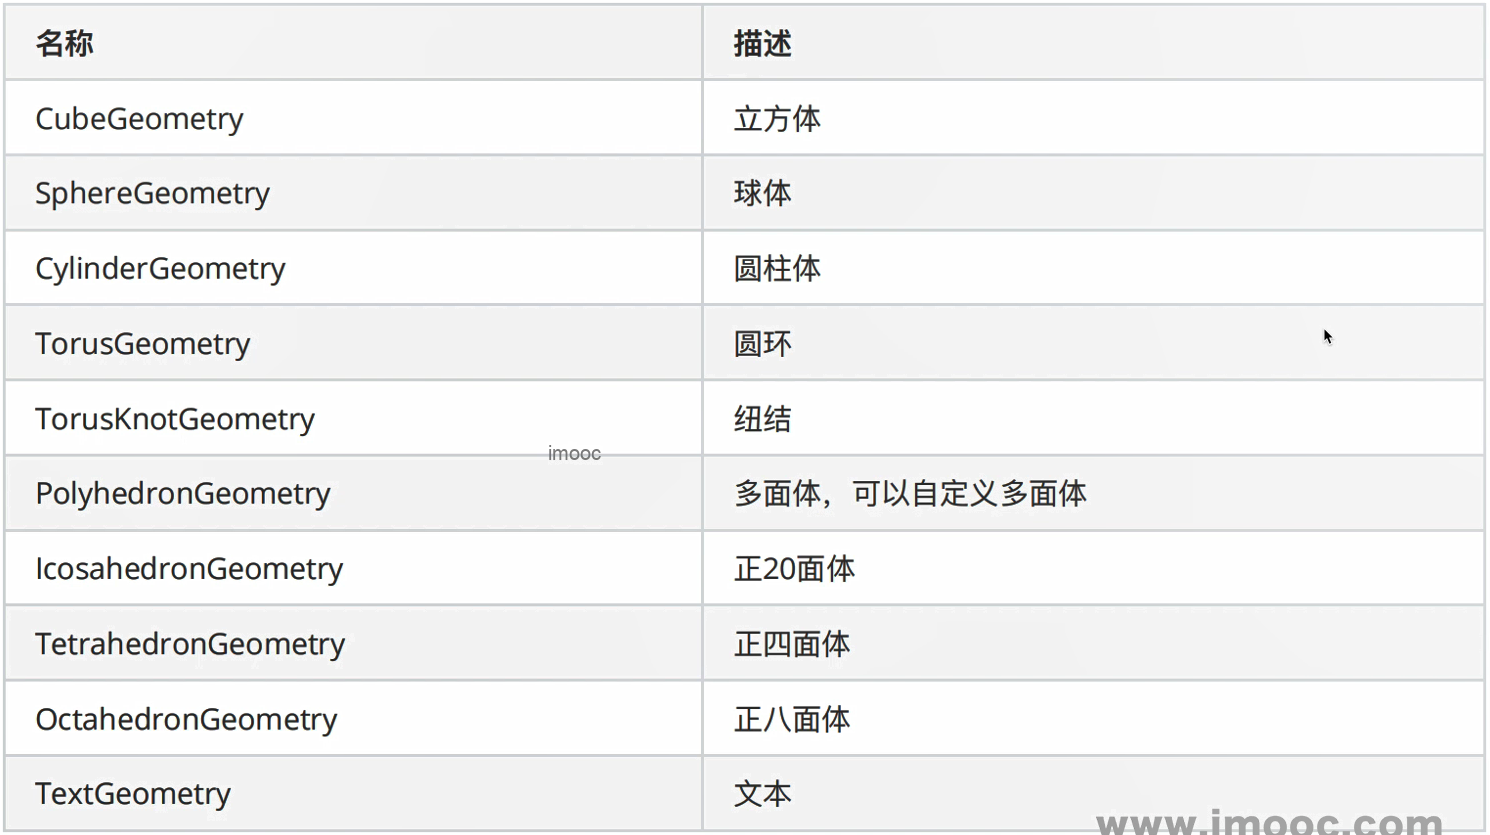 名称 描述
CubeGeometry 立方体
SphereGeometry 球体
CylinderGeometry 圆柱体
TorusGeometry 圆环
TorusKnotGeometry 纽结
imooc
PolyhedronGeometry 多面体，可以自定义多面体
IcosahedronGeometry 正20面体
TetrahedronGeometry 正四面体
OctahedronGeometry 正八面体
TextGeometry 文本
www.imooc.com